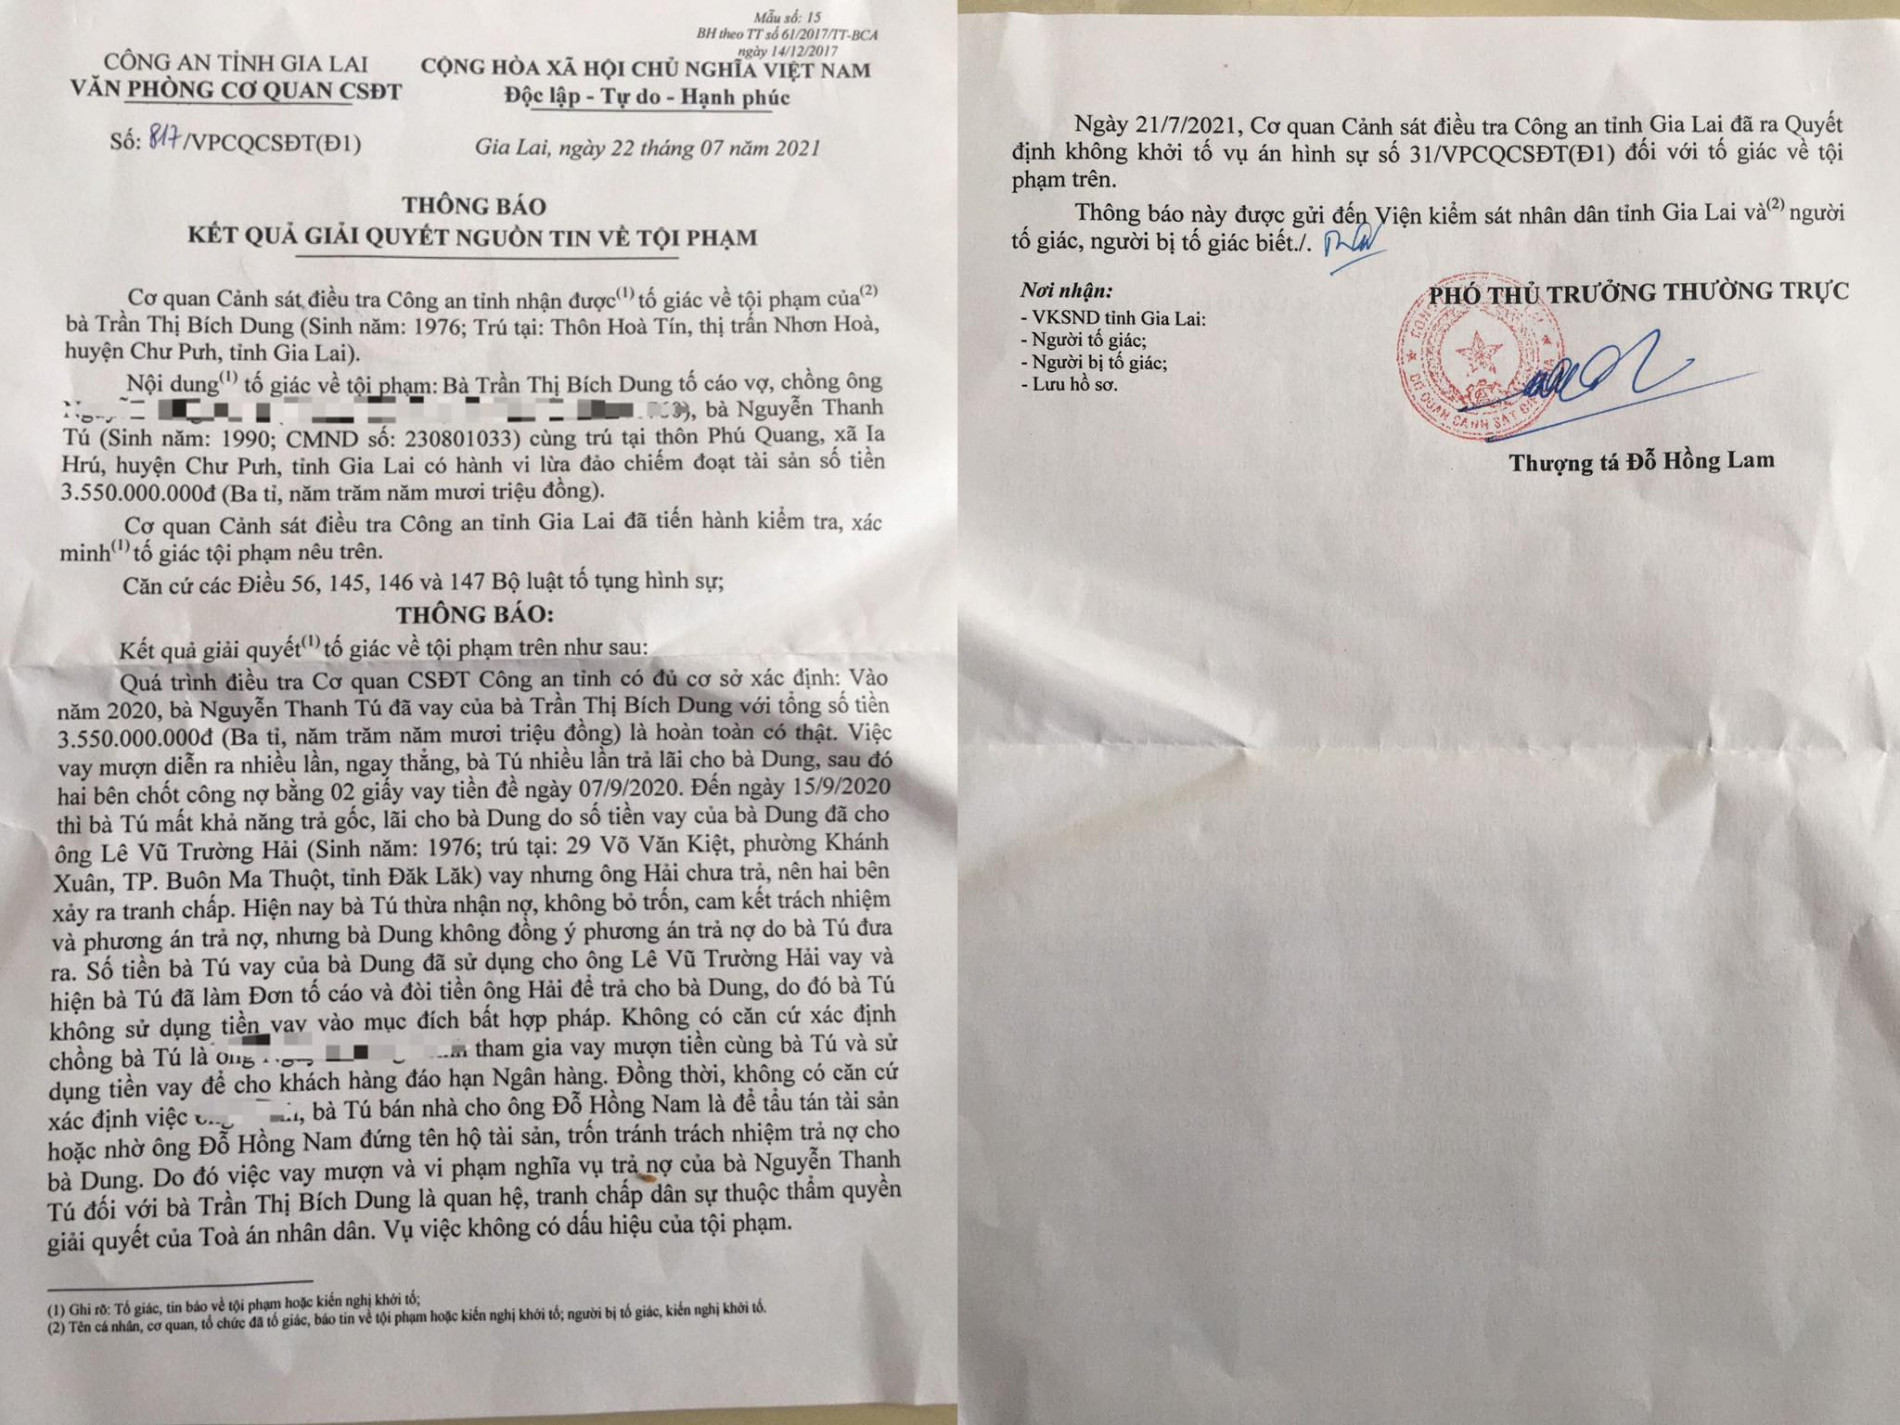 Mẫu số: 15
BH theo TT số 61/2017/TT-BCA
ngày 14/12/2017
CÔNG AN TỈNH GIA LAI
VĂN PHÒNG CƠ QUAN CSĐT
CỘNG HÒA XÃ HỘI CHỦ NGHĨA VIỆT NAM
Độc lập - Tự do - Hạnh phúc
Số: 817/VPCQCSĐT(Đ1)
Gia Lai, ngày 22 tháng 07 năm 2021
THÔNG BÁO
KẾT QUẢ GIẢI QUYẾT NGUỒN TIN VỀ TỘI PHẠM
Cơ quan Cảnh sát điều tra Công an tỉnh nhận được(1) tố giác về tội phạm của(2)
bà Trần Thị Bích Dung (Sinh năm: 1976; Trú tại: Thôn Hoà Tín, thị trấn Nhơn Hoà,
huyện Chư Pưh, tỉnh Gia Lai).
Nội dung(1) tố giác về tội phạm: Bà Trần Thị Bích Dung tố cáo vợ, chồng ông
bà Nguyễn Thanh
Tú (Sinh năm: 1990; CMND số: 230801033) cùng trú tại thôn Phú Quang, xã Ia
Hrú, huyện Chư Pưh, tỉnh Gia Lai có hành vi lừa đảo chiếm đoạt tài sản số tiền
3.550.000.000đ (Ba tỉ, năm trăm năm mươi triệu đồng).
Cơ quan Cảnh sát điều tra Công an tỉnh Gia Lai đã tiến hành kiểm tra, xác
minh(1) tố giác tội phạm nêu trên.
Căn cứ các Điều 56, 145, 146 và 147 Bộ luật tố tụng hình sự;
THÔNG BÁO:
Kết quả giải quyết(1) tố giác về tội phạm trên như sau:
Quá trình điều tra Cơ quan CSĐT Công an tỉnh có đủ cơ sở xác định: Vào
năm 2020, bà Nguyễn Thanh Tú đã vay của bà Trần Thị Bích Dung với tổng số tiền
3.550.000.000đ (Ba tỉ, năm trăm năm mươi triệu đồng) là hoàn toàn có thật. Việc
vay mượn diễn ra nhiều lần, ngay thẳng, bà Tú nhiều lần trả lãi cho bà Dung, sau đó
hai bên chốt công nợ bằng 02 giấy vay tiền đề ngày 07/9/2020. Đến ngày 15/9/2020
thì bà Tú mất khả năng trả gốc, lãi cho bà Dung do số tiền vay của bà Dung đã cho
ông Lê Vũ Trường Hải (Sinh năm: 1976; trú tại: 29 Võ Văn Kiệt, phường Khánh
Xuân, TP. Buôn Ma Thuột, tỉnh Đăk Lăk) vay nhưng ông Hải chưa trả, nên hai bên
xảy ra tranh chấp. Hiện nay bà Tú thừa nhận nợ, không bỏ trốn, cam kết trách nhiệm
và phương án trả nợ, nhưng bà Dung không đồng ý phương án trả nợ do bà Tú đưa
ra. Số tiền bà Tú vay của bà Dung đã sử dụng cho ông Lê Vũ Trường Hải vay và
hiện bà Tú đã làm Đơn tố cáo và đòi tiền ông Hải để trả cho bà Dung, do đó bà Tú
không sử dụng tiền vay vào mục đích bất hợp pháp. Không có căn cứ xác định
chồng bà Tú là ông tham gia vay mượn tiền cùng bà Tú và sử
dụng tiền vay để cho khách hàng đáo hạn Ngân hàng. Đồng thời, không có căn cứ
xác định việc , bà Tú bán nhà cho ông Đỗ Hồng Nam là để tẩu tán tài sản
hoặc nhờ ông Đỗ Hồng Nam đứng tên hộ tài sản, trốn tránh trách nhiệm trả nợ cho
bà Dung. Do đó việc vay mượn và vi phạm nghĩa vụ trả nợ của bà Nguyễn Thanh
Tú đối với bà Trần Thị Bích Dung là quan hệ, tranh chấp dân sự thuộc thẩm quyền
giải quyết của Toà án nhân dân. Vụ việc không có dấu hiệu của tội phạm.
(1) Ghi rõ: Tố giác, tin báo về tội phạm hoặc kiến nghị khởi tố;
(2) Tên cá nhân, cơ quan, tổ chức đã tố giác, báo tin về tội phạm hoặc kiến nghị khởi tố; người bị tố giác, kiến nghị khởi tố.
Ngày 21/7/2021, Cơ quan Cảnh sát điều tra Công an tỉnh Gia Lai đã ra Quyết
định không khởi tố vụ án hình sự số 31/VPCQCSĐT(Đ1) đối với tố giác về tội
phạm trên.
Thông báo này được gửi đến Viện kiểm sát nhân dân tỉnh Gia Lai và(2) người
tố giác, người bị tố giác biết./.
Nơi nhận:
- VKSND tỉnh Gia Lai:
- Người tố giác;
- Người bị tố giác;
- Lưu hồ sơ.
PHÓ THỦ TRƯỞNG THƯỜNG TRỰC
Thượng tá Đỗ Hồng Lam